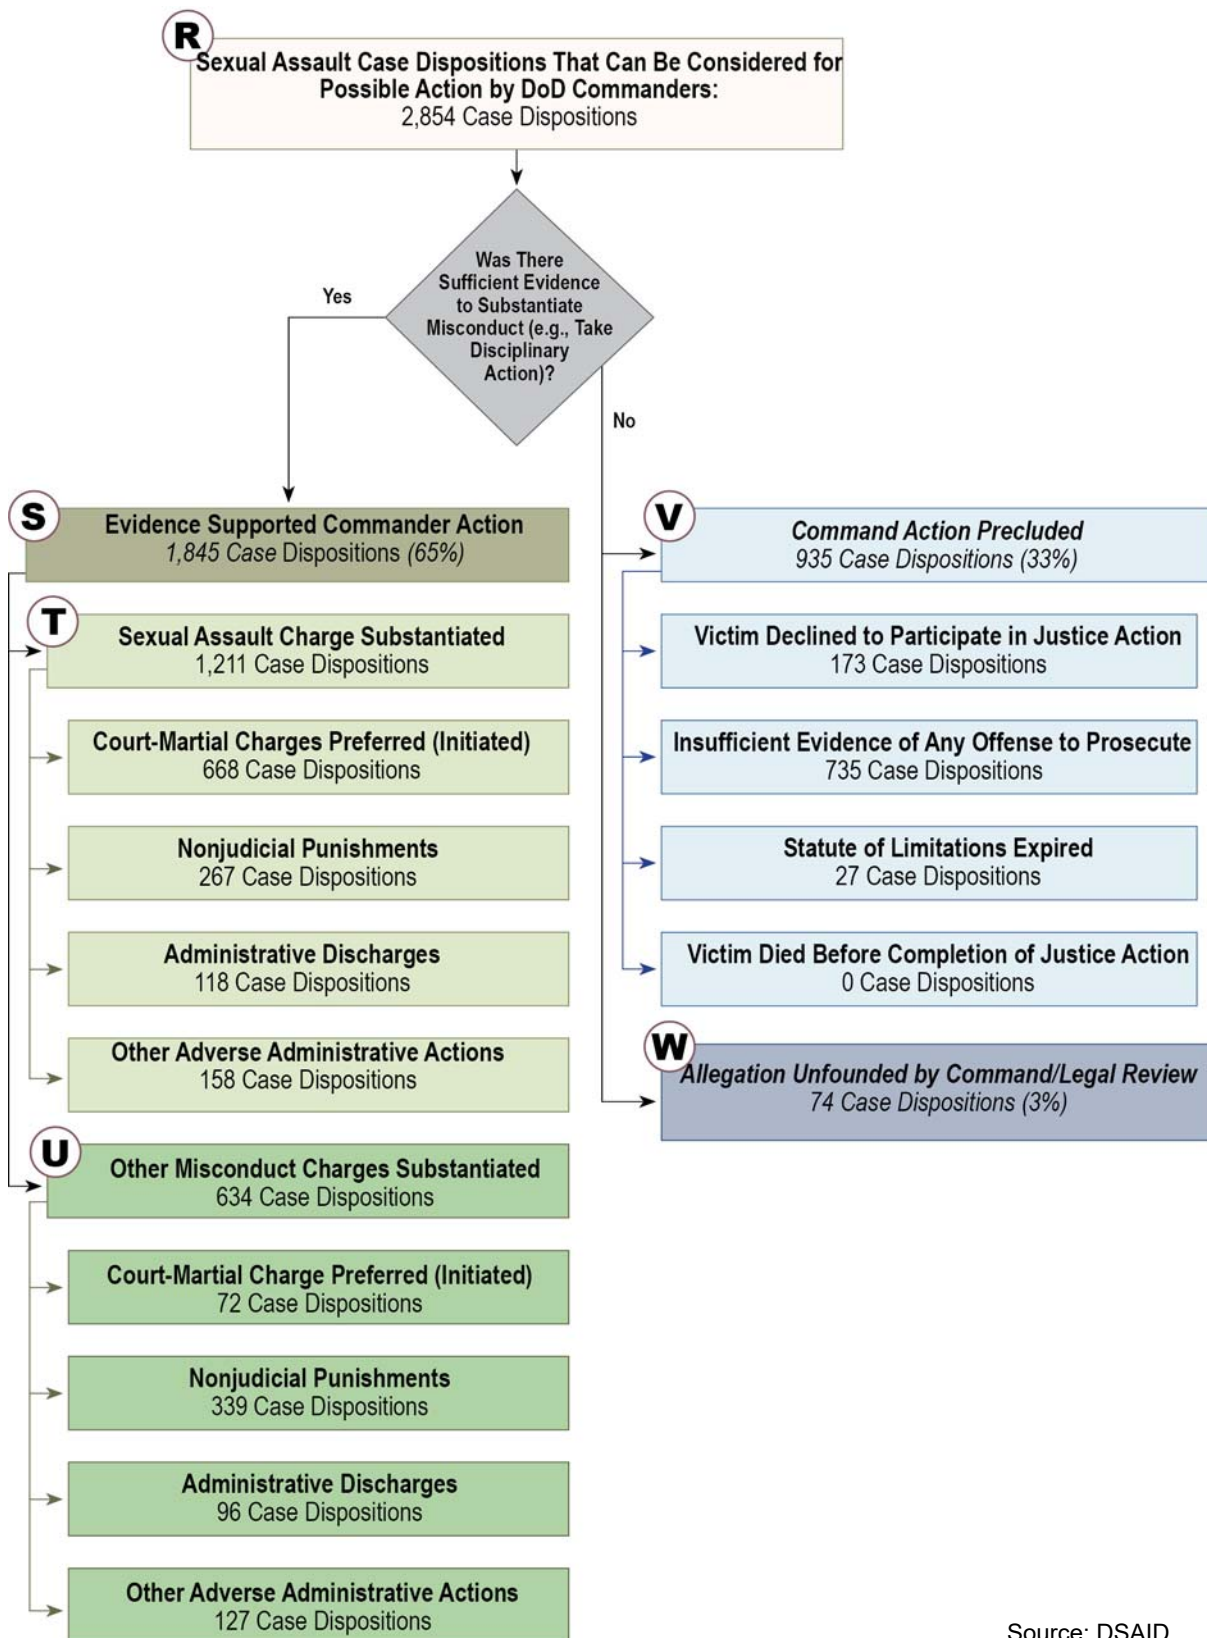 R
Sexual Assault Case Dispositions That Can Be Considered for
Possible Action by DoD Commanders:
2,854 Case Dispositions
Was There
Sufficient Evidence
to Substantiate
Misconduct (e.g., Take
Disciplinary
Action)?
Yes
No
S
Evidence Supported Commander Action
1,845 Case Dispositions (65%)
T
Sexual Assault Charge Substantiated
1,211 Case Dispositions
Court-Martial Charges Preferred (Initiated)
668 Case Dispositions
Nonjudicial Punishments
267 Case Dispositions
Administrative Discharges
118 Case Dispositions
Other Adverse Administrative Actions
158 Case Dispositions
U
Other Misconduct Charges Substantiated
634 Case Dispositions
Court-Martial Charge Preferred (Initiated)
72 Case Dispositions
Nonjudicial Punishments
339 Case Dispositions
Administrative Discharges
96 Case Dispositions
Other Adverse Administrative Actions
127 Case Dispositions
V
Command Action Precluded
935 Case Dispositions (33%)
Victim Declined to Participate in Justice Action
173 Case Dispositions
Insufficient Evidence of Any Offense to Prosecute
735 Case Dispositions
Statute of Limitations Expired
27 Case Dispositions
Victim Died Before Completion of Justice Action
0 Case Dispositions
W
Allegation Unfounded by Command/Legal Review
74 Case Dispositions (3%)
Source: DSAID